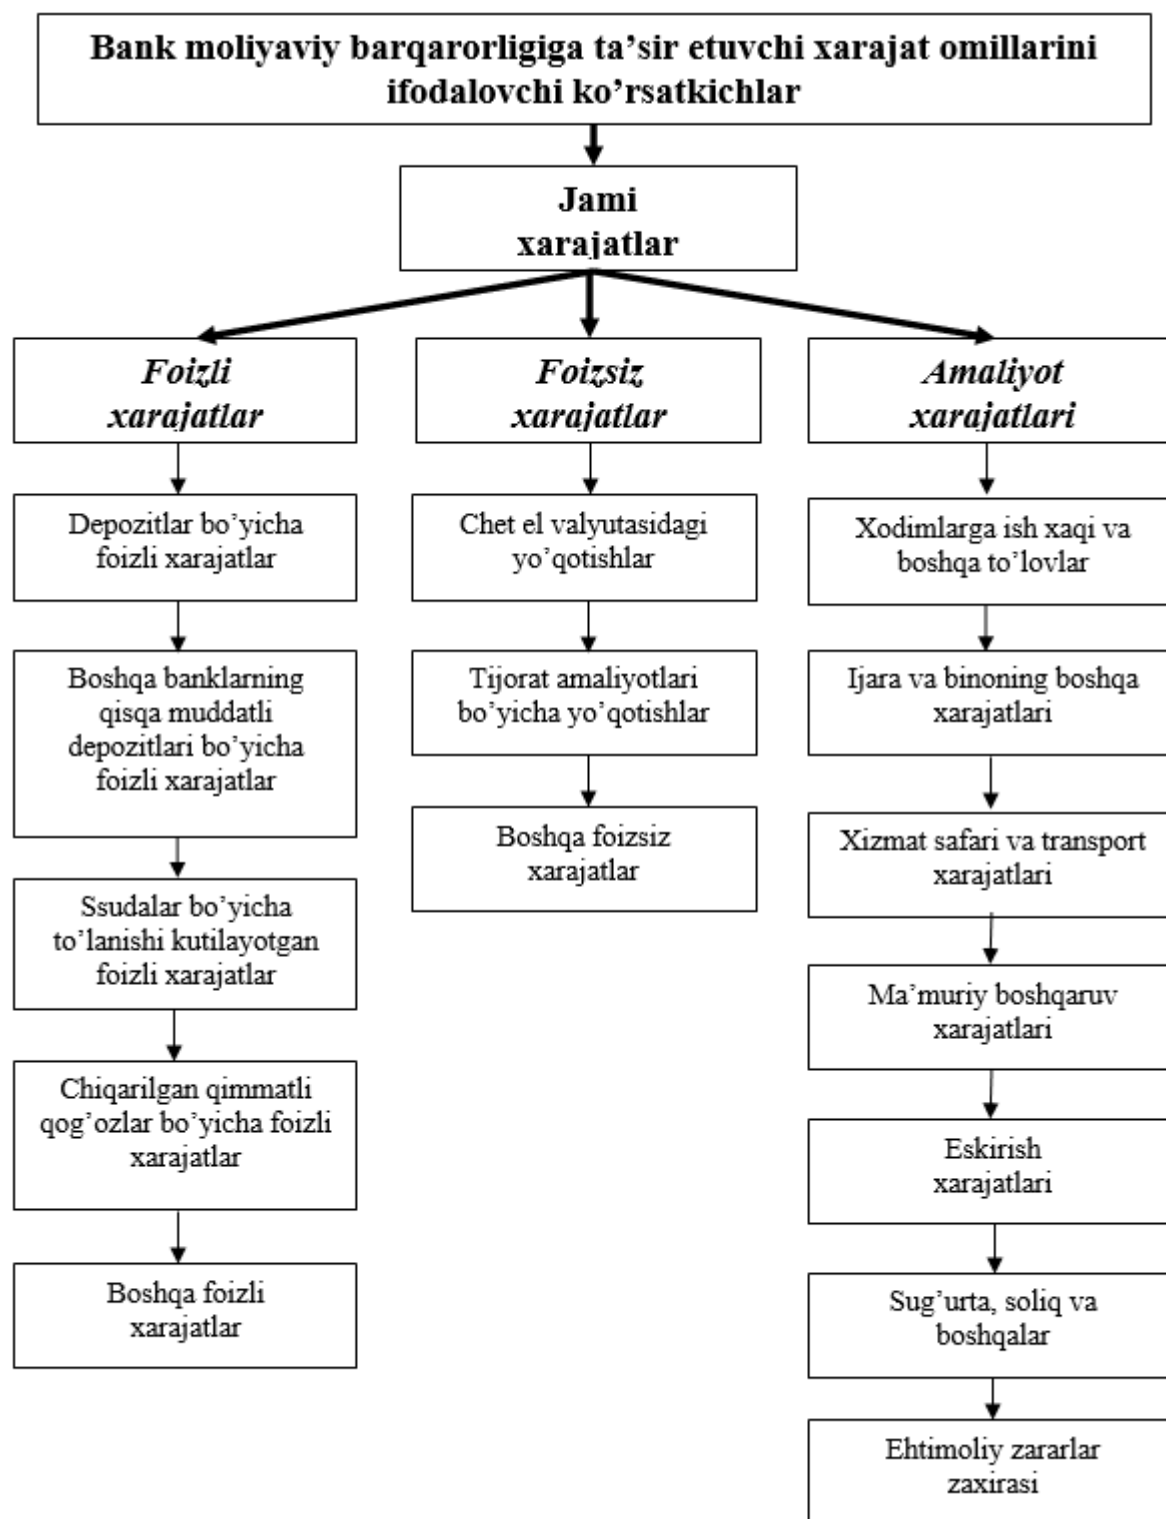 Bank moliyaviy barqarorligiga ta’sir etuvchi xarajat omillarini
ifodalovchi ko’rsatkichlar
Jami
xarajatlar
Foizli
xarajatlar
Depozitlar bo’yicha
foizli xarajatlar
Boshqa banklarning
qisqa muddatli
depozitlari bo’yicha
foizli xarajatlar
Ssudalar bo’yicha
to’lanishi kutilayotgan
foizli xarajatlar
Chiqarilgan qimmatli
qog’ozlar bo’yicha foizli
xarajatlar
Boshqa foizli
xarajatlar
Foizsiz
xarajatlar
Chet el valyutasidagi
yo’qotishlar
Tijorat amaliyotlari
bo’yicha yo’qotishlar
Boshqa foizsiz
xarajatlar
Amaliyot
xarajatlari
Xodimlarga ish xaqi va
boshqa to’lovlar
Ijara va binoning boshqa
xarajatlari
Xizmat safari va transport
xarajatlari
Ma’muriy boshqaruv
xarajatlari
Eskirish
xarajatlari
Sug’urta, soliq va
boshqalar
Ehtimoliy zararlar
zaxirasi